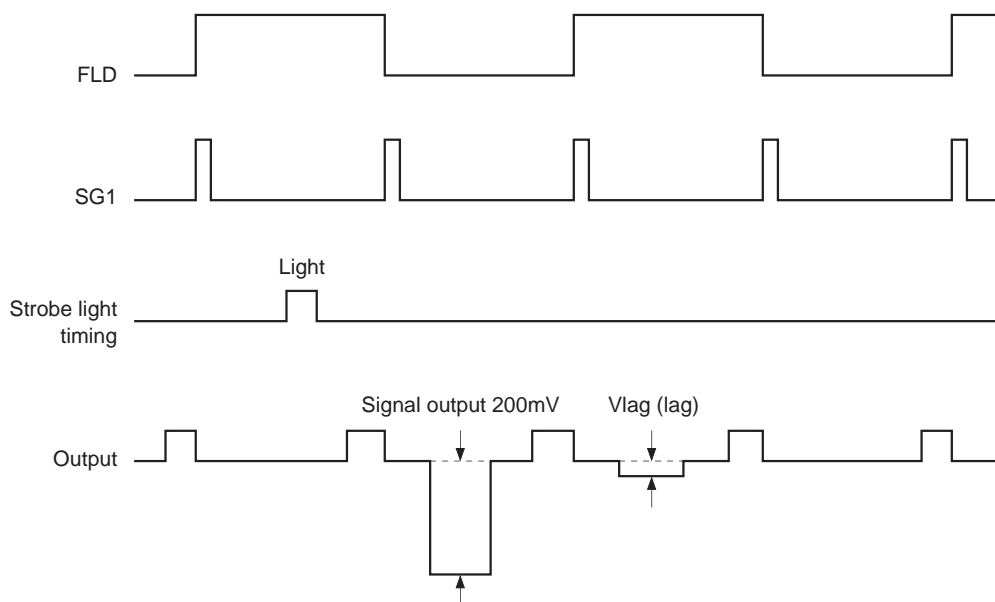 FLD
SG1
Light
Strobe light
timing
Signal output 200mV
Vlag (lag)
Output